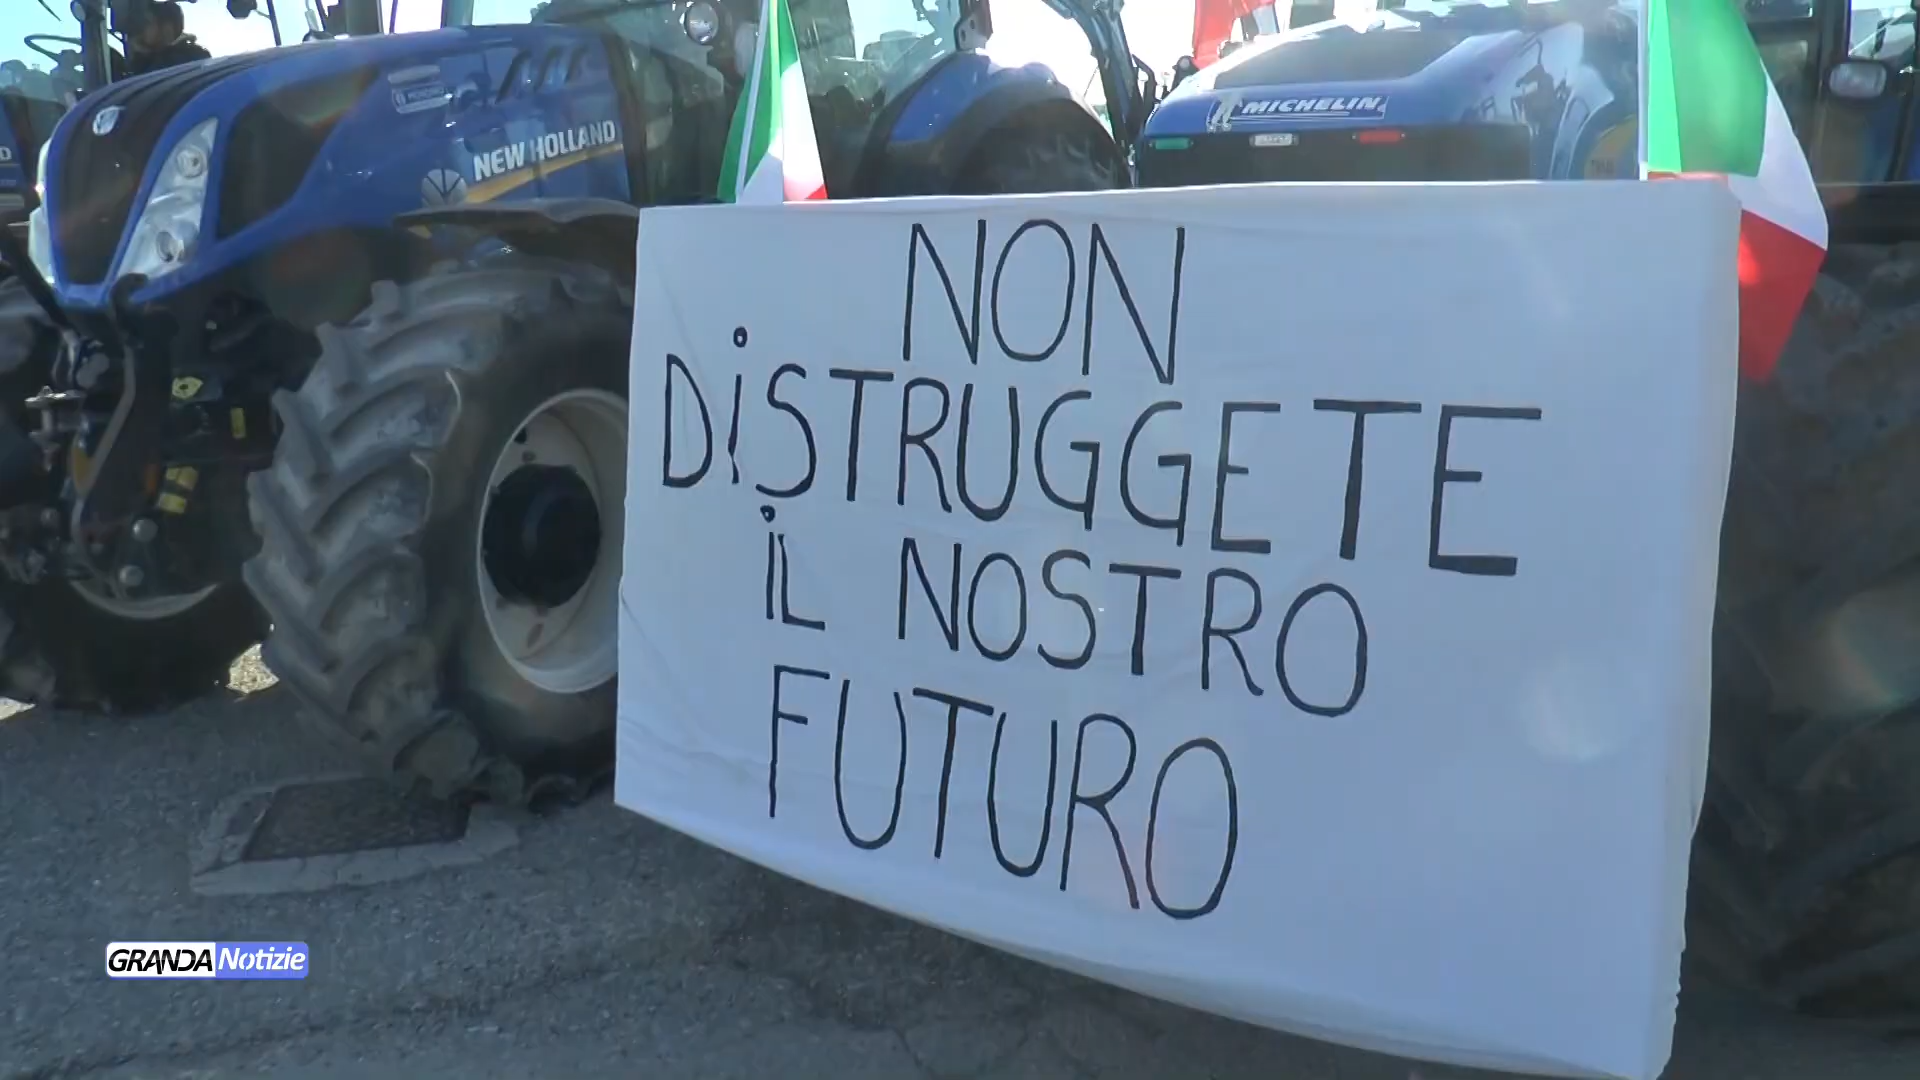 NEW HOLLAND
MICHELIN
NON
DiSTRUGGETE
iL NOSTRO
FUTURO
GRANDA Notizie